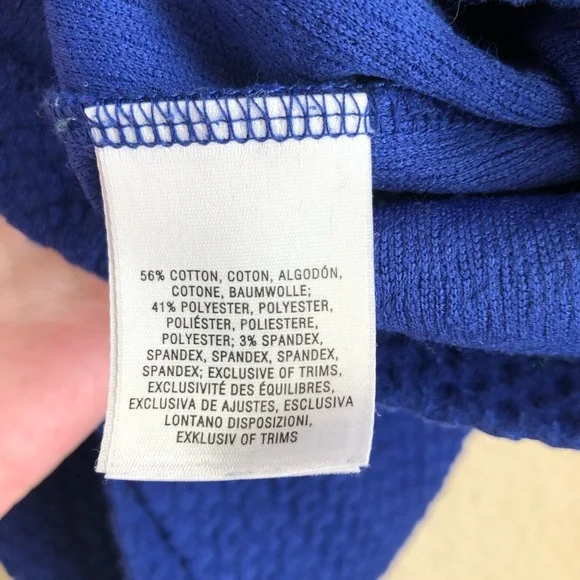 56% COTTON, COTON, ALGODÓN,
COTONE, BAUMWOLLE;
41% POLYESTER, POLYESTER,
POLIÉSTER, POLIESTERE,
POLYESTER; 3% SPANDEX,
SPANDEX, SPANDEX, SPANDEX,
SPANDEX; EXCLUSIVE OF TRIMS,
EXCLUSIVITÉ DES ÉQUILIBRES,
EXCLUSIVA DE AJUSTES, ESCLUSIVA
LONTANO DISPOSIZIONI,
EXKLUSIV OF TRIMS